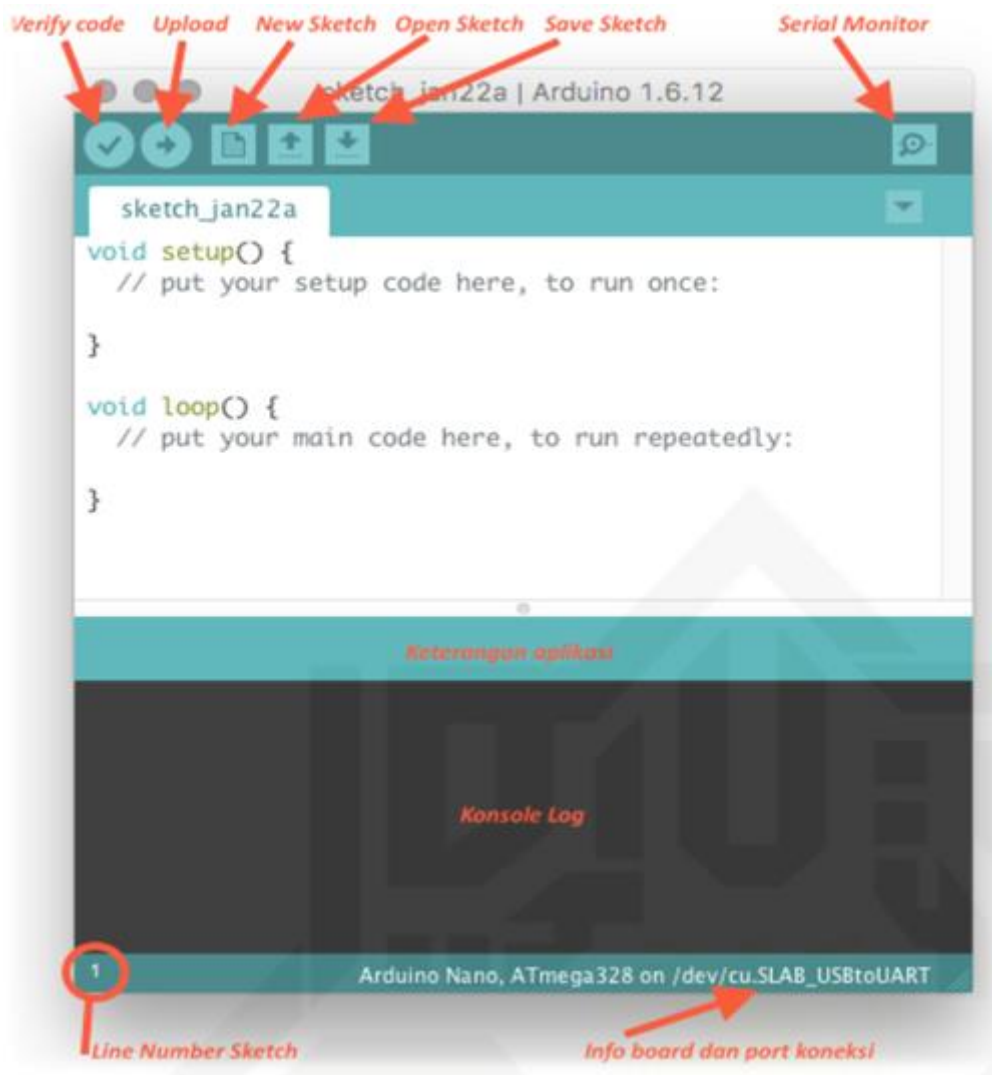 Verify code Upload New Sketch Open Sketch Save Sketch Serial Monitor
sketch_jan22a | Arduino 1.6.12
sketch_jan22a
void setup() {
// put your setup code here, to run once:
}
void loop() {
// put your main code here, to run repeatedly:
}
Keterangan aplikasi
Konsole Log
1
Arduino Nano, ATmega328 on /dev/cu.SLAB_USBtoUART
Line Number Sketch
Info board dan port koneksi